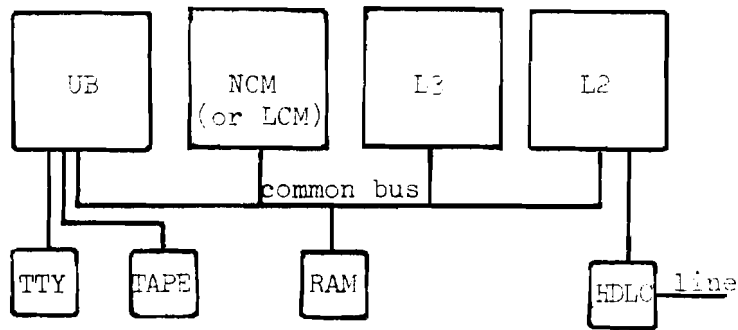 UB
NCM
(or LCM)
L3
L2
common bus
TTY
TAPE
RAM
HDLC
line